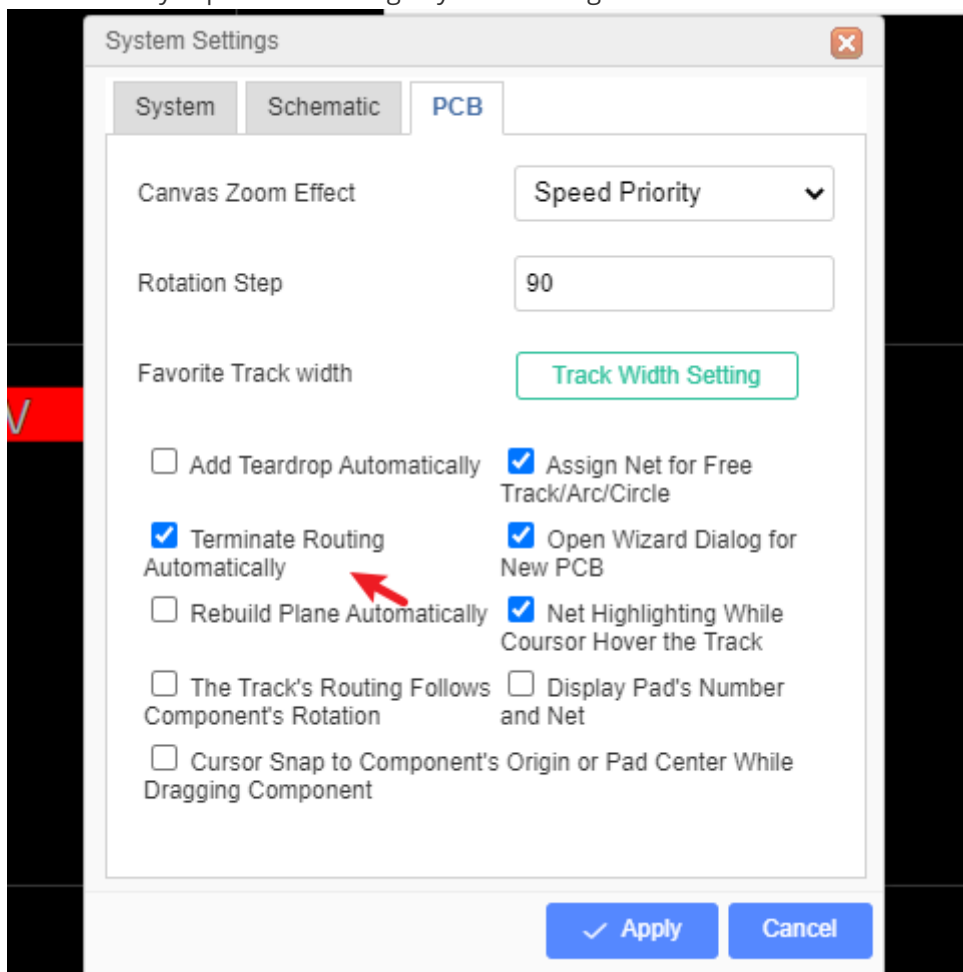 System Settings
System Schematic PCB
Canvas Zoom Effect Speed Priority
Rotation Step 90
Favorite Track width Track Width Setting
Add Teardrop Automatically
Assign Net for Free
Track/Arc/Circle
Terminate Routing
Automatically
Open Wizard Dialog for
New PCB
Rebuild Plane Automatically
Net Highlighting While
Coursor Hover the Track
The Track's Routing Follows
Component's Rotation
Display Pad's Number
and Net
Cursor Snap to Component's Origin or Pad Center While
Dragging Component
Apply Cancel
V